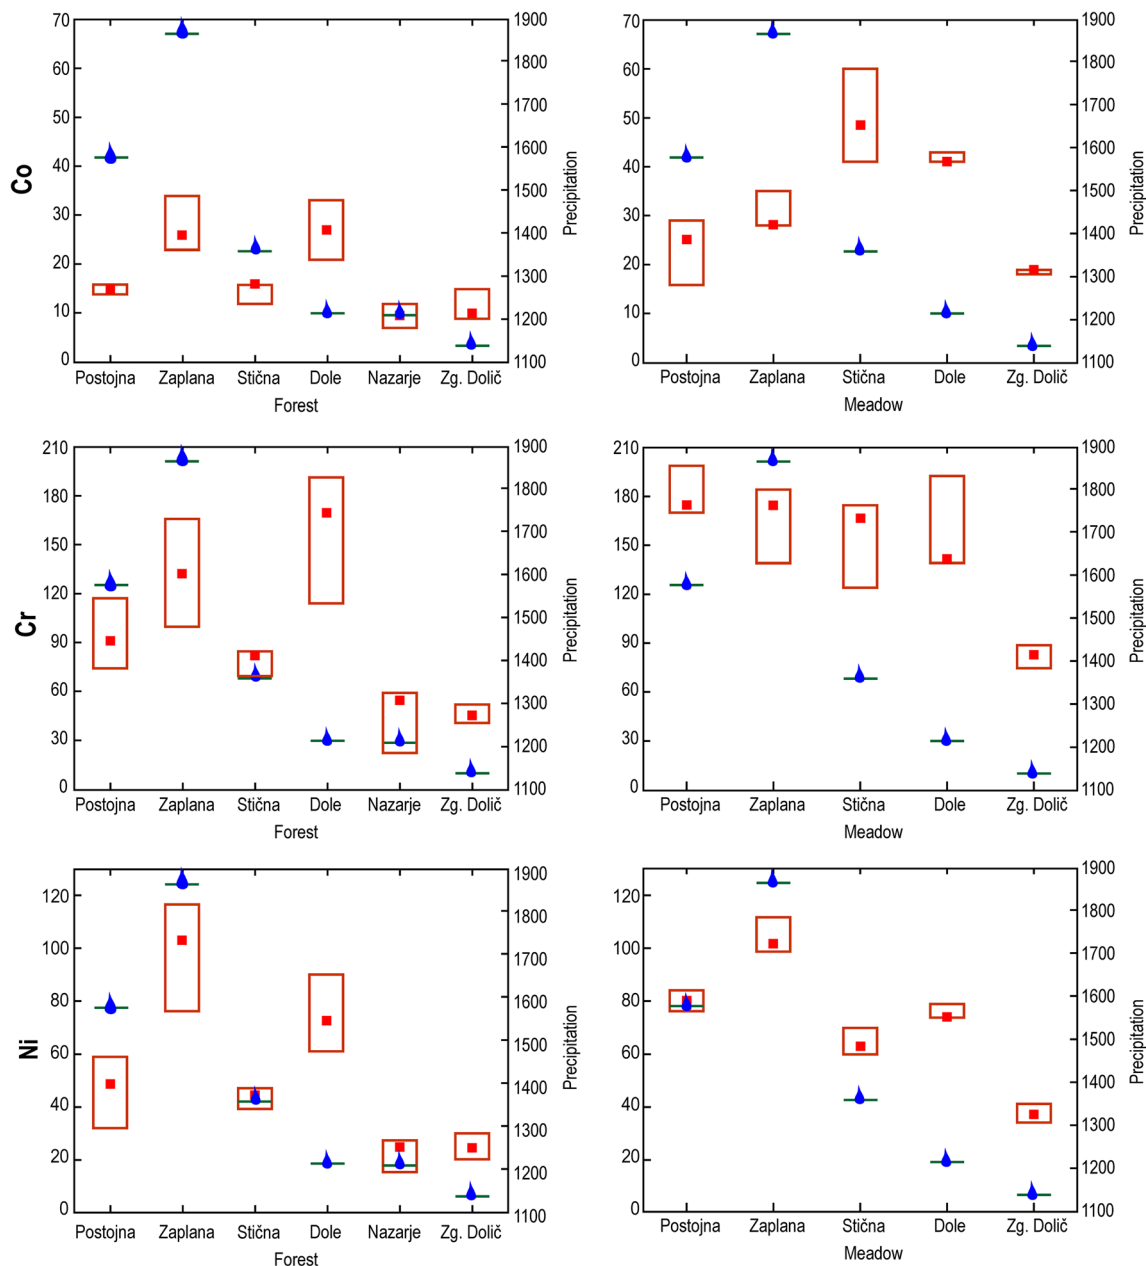 70 60 50 40 30 20 10 0
Co
1900 1800 1700 1600 1500 1400 1300 1200 1100
Precipitation
Postojna Zaplana Stična Dole Nazarje Zg. Dolič
Forest
70 60 50 40 30 20 10 0
1900 1800 1700 1600 1500 1400 1300 1200 1100
Precipitation
Postojna Zaplana Stična Dole Zg. Dolič
Meadow
210 180 150 120 90 60 30 0
Cr
1900 1800 1700 1600 1500 1400 1300 1200 1100
Precipitation
Postojna Zaplana Stična Dole Nazarje Zg. Dolič
Forest
210 180 150 120 90 60 30 0
1900 1800 1700 1600 1500 1400 1300 1200 1100
Precipitation
Postojna Zaplana Stična Dole Zg. Dolič
Meadow
120 100 80 60 40 20 0
Ni
1900 1800 1700 1600 1500 1400 1300 1200 1100
Precipitation
Postojna Zaplana Stična Dole Nazarje Zg. Dolič
Forest
120 100 80 60 40 20 0
1900 1800 1700 1600 1500 1400 1300 1200 1100
Precipitation
Postojna Zaplana Stična Dole Zg. Dolič
Meadow